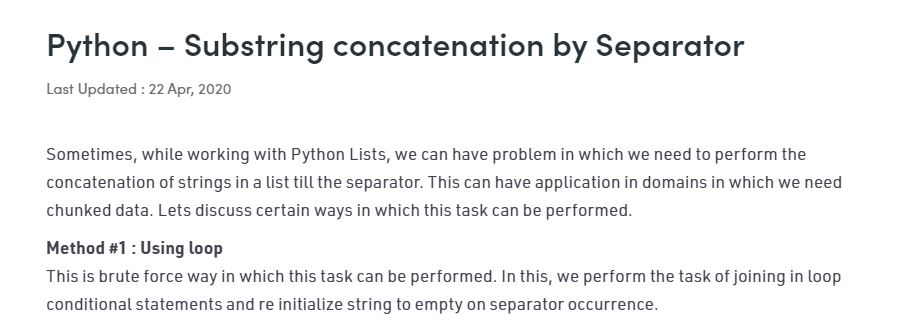 Python – Substring concatenation by Separator
Last Updated : 22 Apr, 2020
Sometimes, while working with Python Lists, we can have problem in which we need to perform the
concatenation of strings in a list till the separator. This can have application in domains in which we need
chunked data. Lets discuss certain ways in which this task can be performed.
Method #1 : Using loop
This is brute force way in which this task can be performed. In this, we perform the task of joining in loop
conditional statements and re initialize string to empty on separator occurrence.